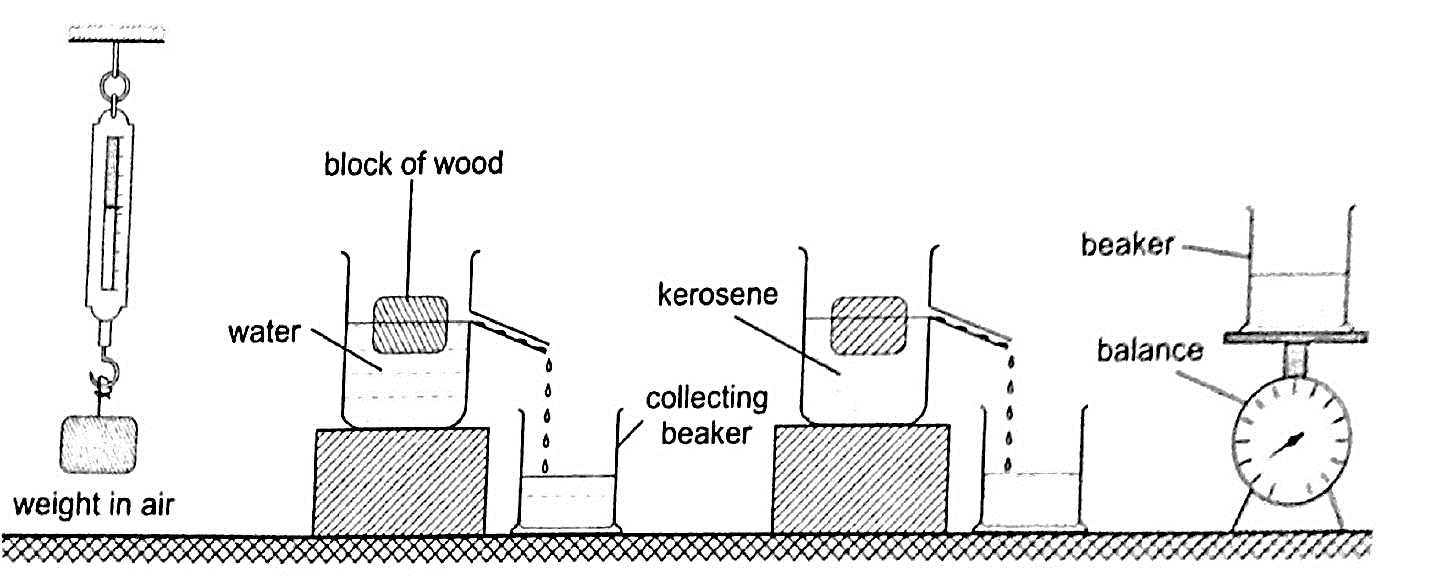 block of wood
water
weight in air
collecting
beaker
kerosene
beaker
balance